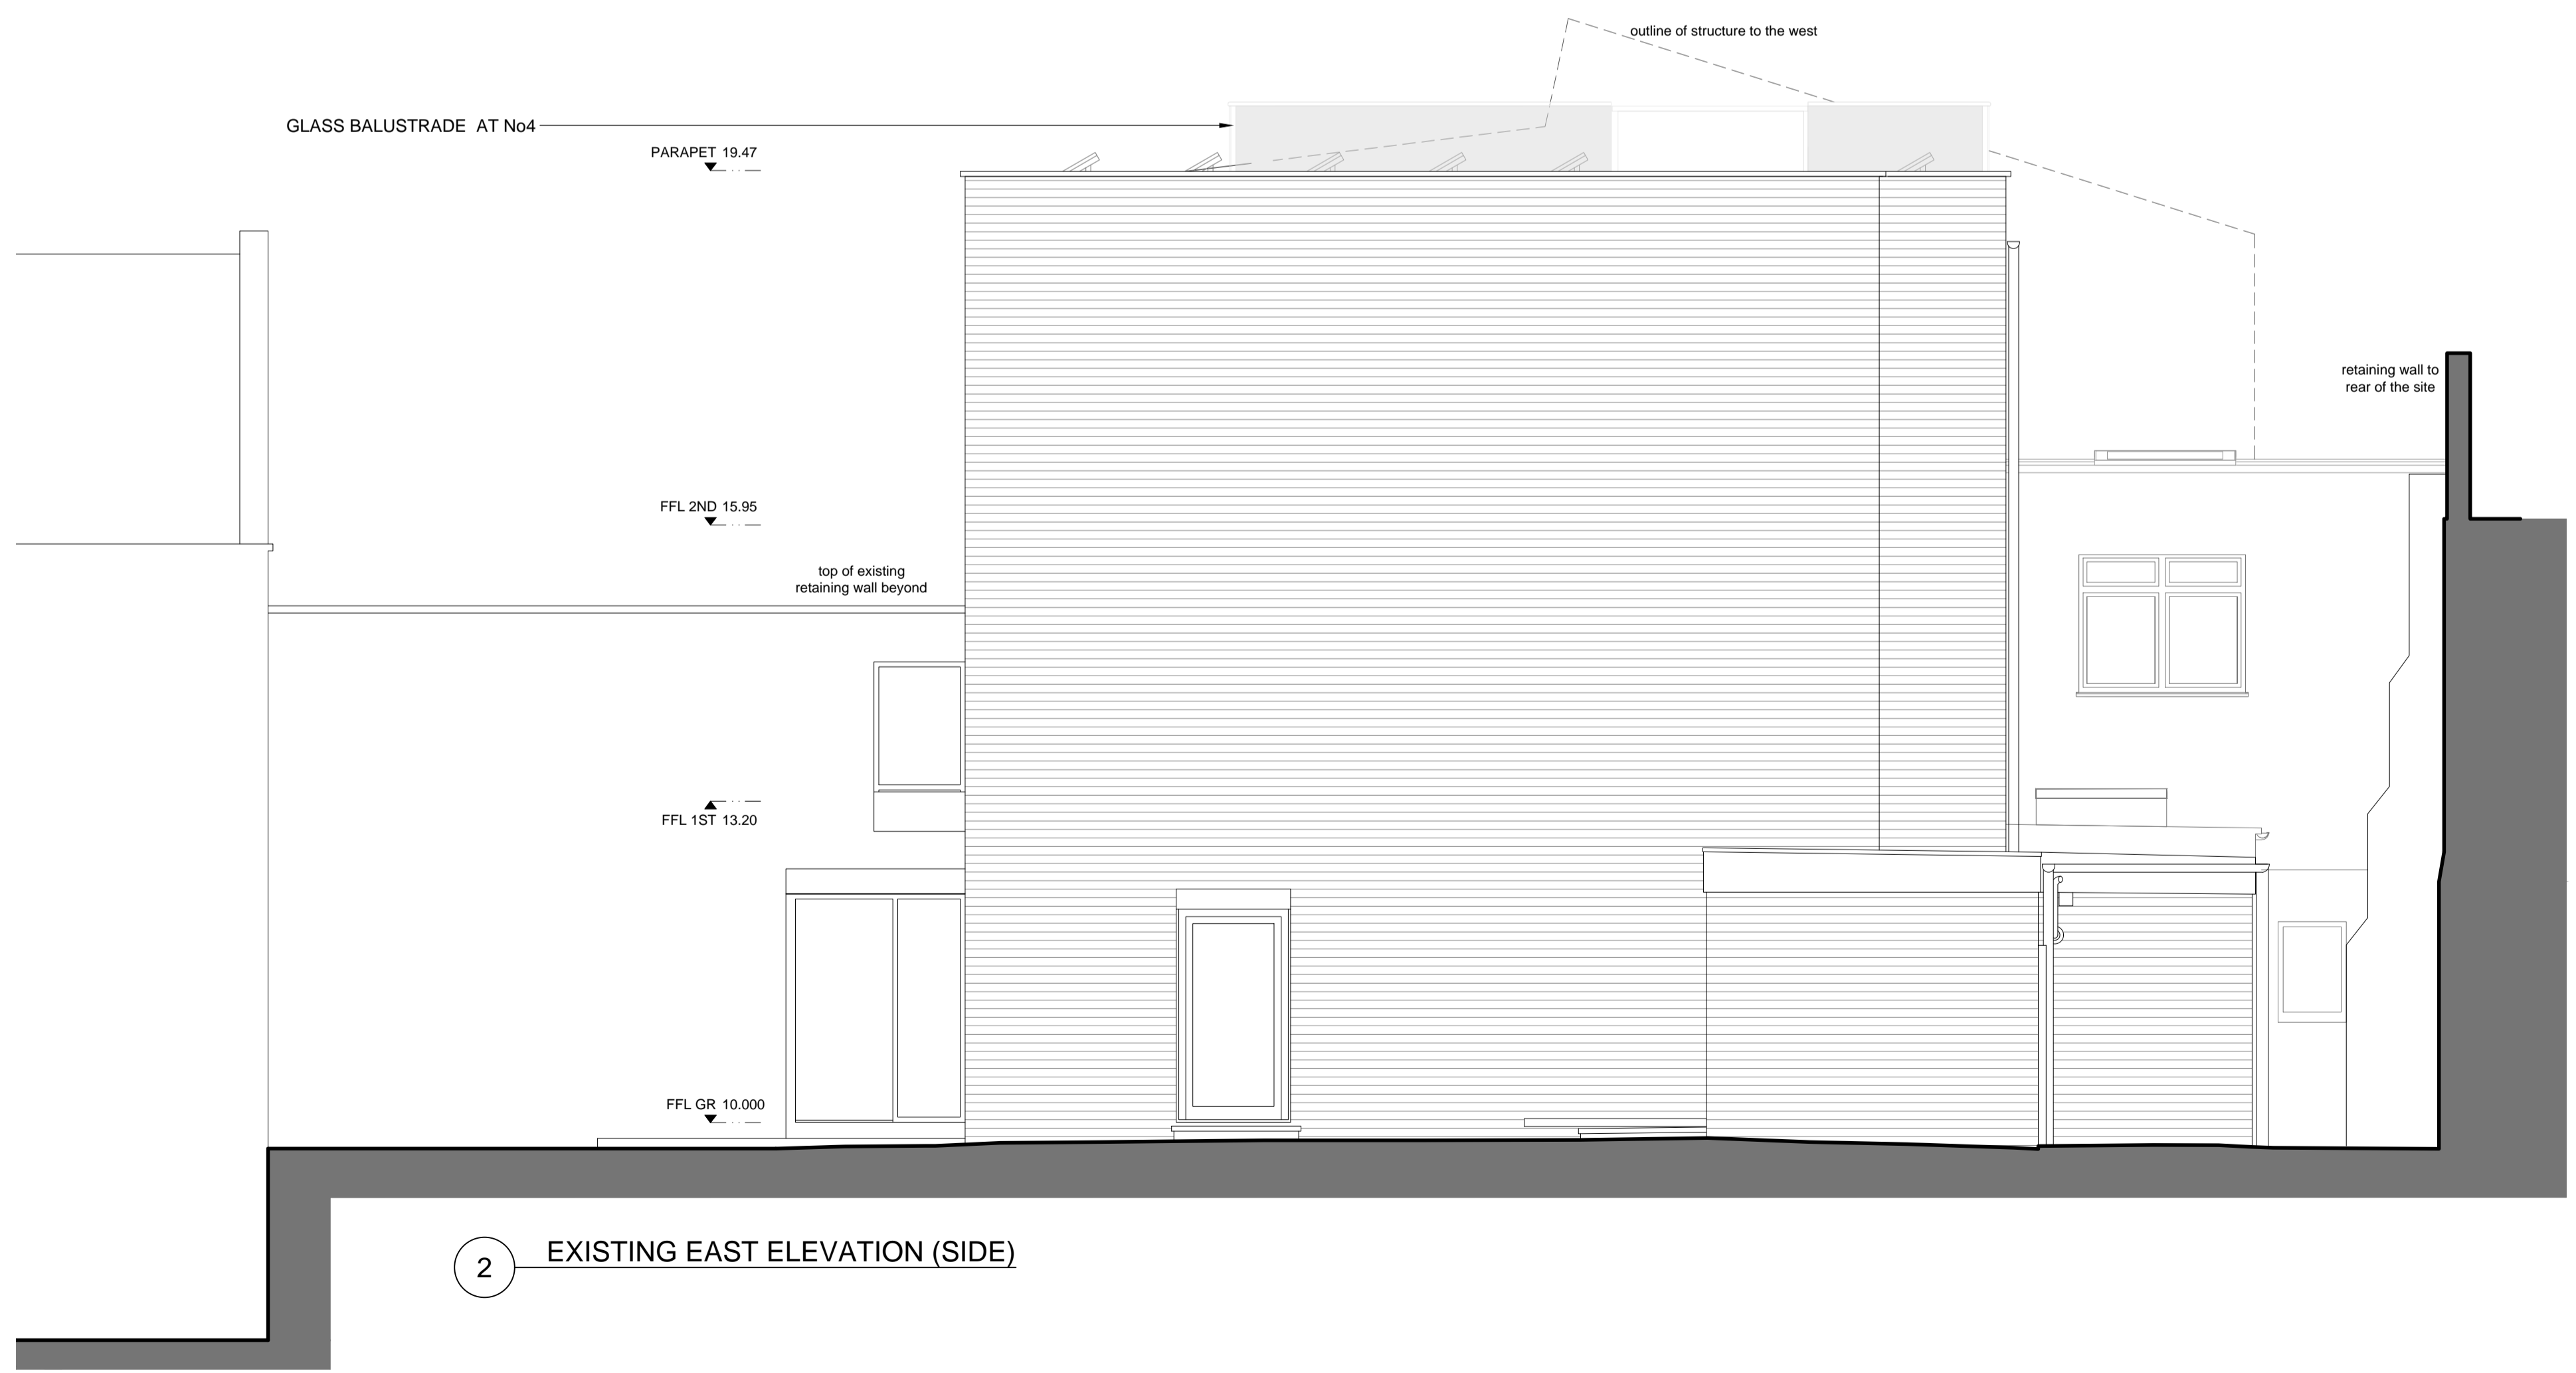 outline of structure to the west
GLASS BALUSTRADE AT No4
PARAPET 19.47
retaining wall to
rear of the site
FFL 2ND 15.95
top of existing
retaining wall beyond
FFL 1ST 13.20
FFL GR 10.000
2
EXISTING EAST ELEVATION (SIDE)